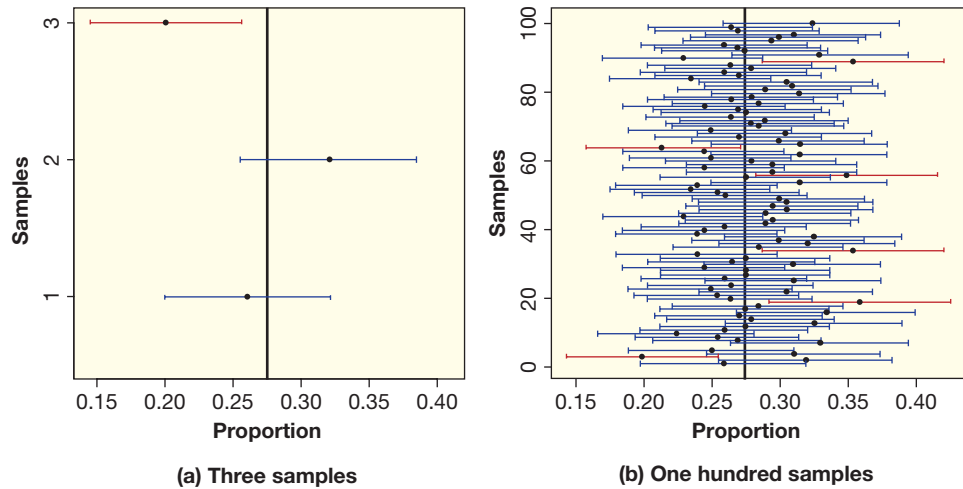 3
2
1
Samples
0.15 0.20 0.25 0.30 0.35 0.40
Proportion
(a) Three samples
100
80
60
40
20
0
Samples
0.15 0.20 0.25 0.30 0.35 0.40
Proportion
(b) One hundred samples